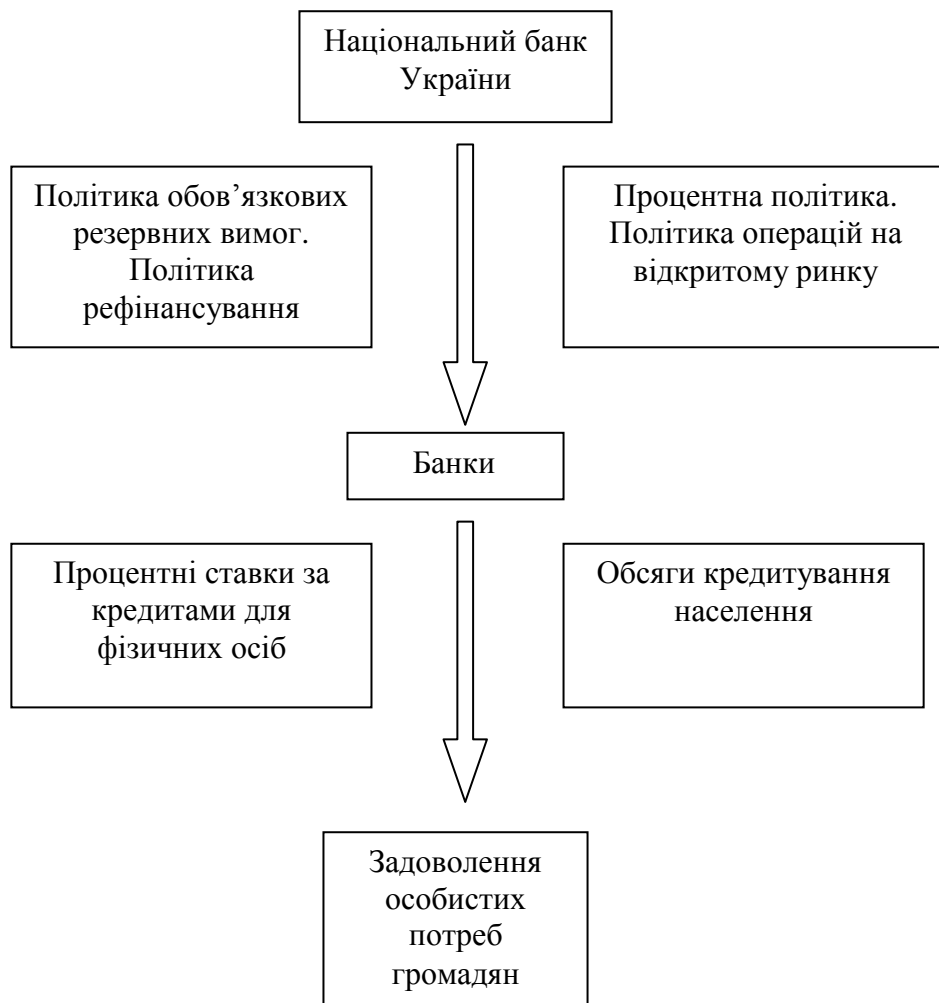 Національний банк
України
Політика обов’язкових
резервних вимог.
Політика
рефінансування
Процентна політика.
Політика операцій на
відкритому ринку
Банки
Процентні ставки за
кредитами для
фізичних осіб
Обсяги кредитування
населення
Задоволення
особистих
потреб
громадян